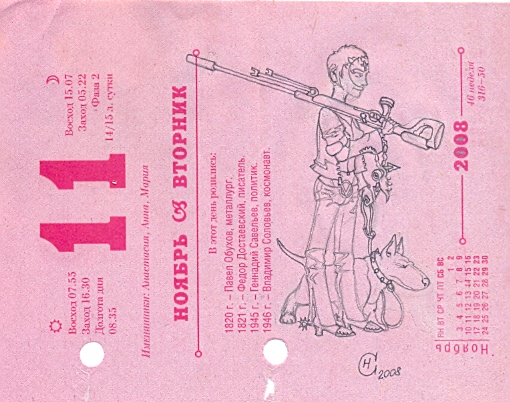 Восход 07.55
Заход 16.30
Долгота дня
08.35
11
Восход 15.07
Заход 05.22
Фаза 2
14/15 л. сутки
Именинники: Анастасия, Анна, Мария
НОЯБРЬ ВТОРНИК
В этот день родились:
1820 г. – Павел Обухов, металлург.
1821 г. – Федор Достаевский, писатель.
1945 г. – Геннадий Савельев, политик.
1946 г. – Владимир Соловьев, космонавт.
Ноябрь
ПН ВТ СР ЧТ ПТ СБ ВС
1 2
3 4 5 6 7 8 9
10 11 12 13 14 15 16
17 18 19 20 21 22 23
24 25 26 27 28 29 30
2008
46 неделя
316–50
2008